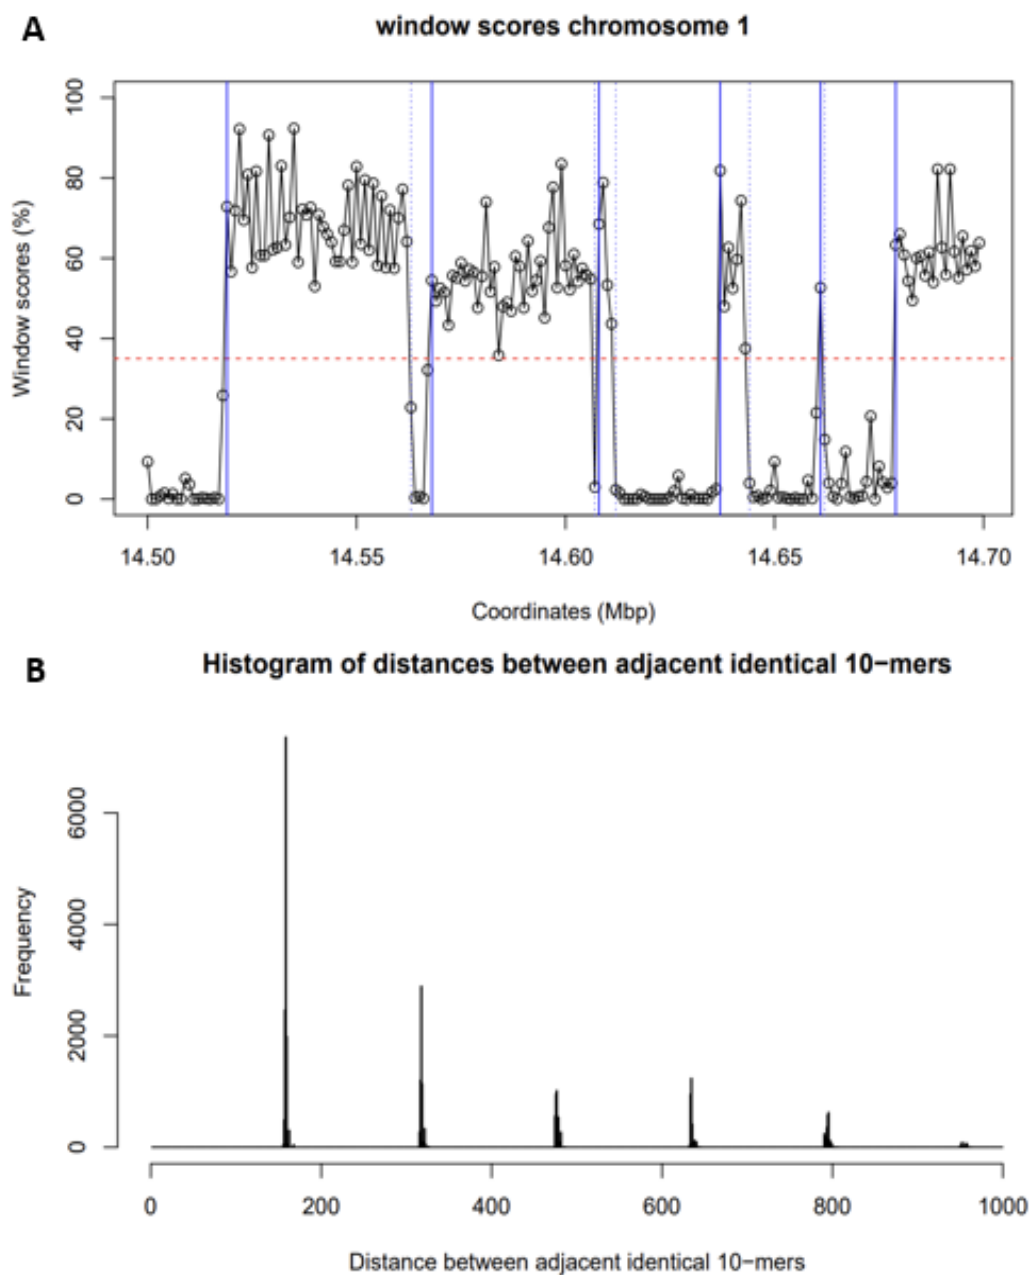 A
window scores chromosome 1
Window scores (%)
100
80
60
40
20
0
14.50 14.55 14.60 14.65 14.70
Coordinates (Mbp)
B
Histogram of distances between adjacent identical 10−mers
Frequency
6000
4000
2000
0
0 200 400 600 800 1000
Distance between adjacent identical 10−mers